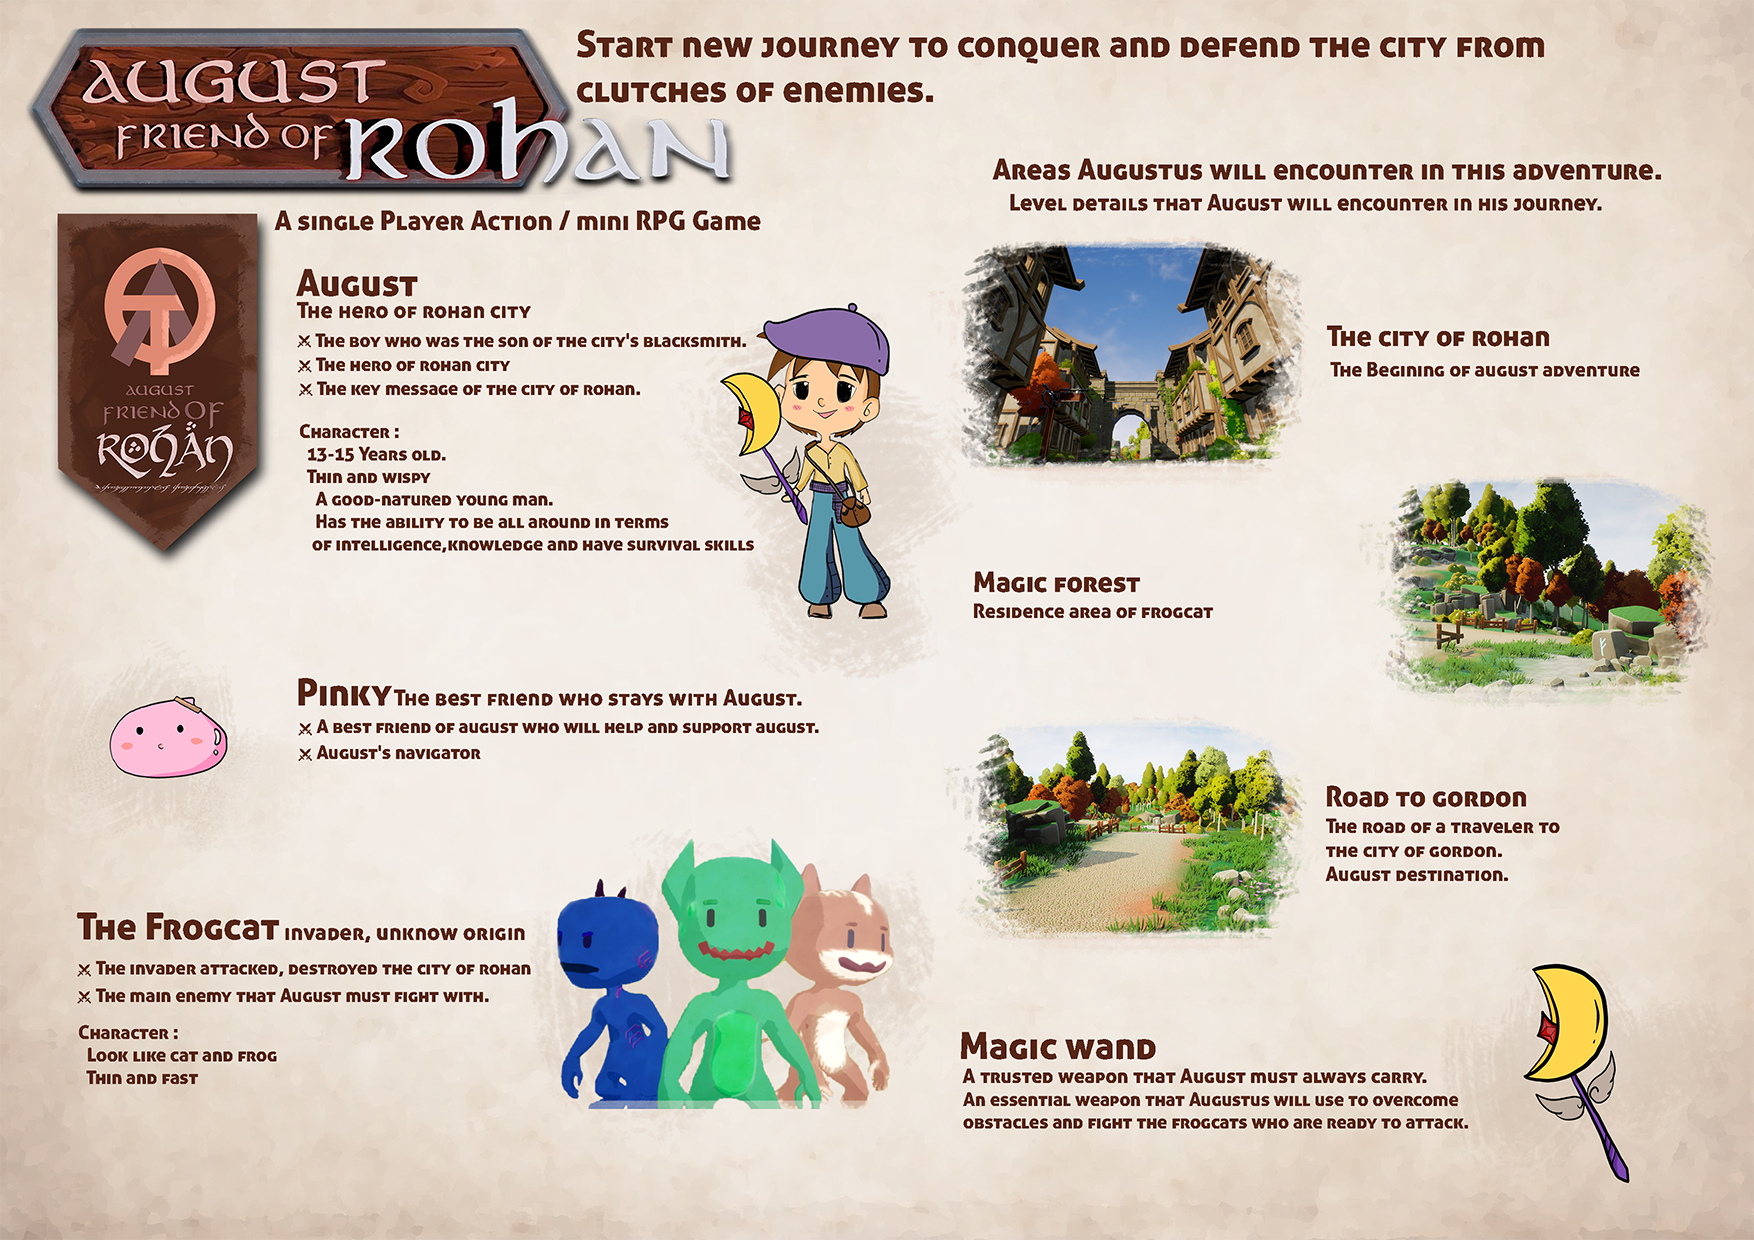 AUGUST
FRIEND OF ROHAN
Start new journey to conquer and defend the city from
clutches of enemies.
A single Player Action / mini RPG Game
AUGUST
FRIEND OF
ROHAN
August
The hero of rohan city
The boy who was the son of the city's blacksmith.
The hero of rohan city
The key message of the city of rohan.
Character :
13-15 Years old.
Thin and wispy
A good-natured young man.
Has the ability to be all around in terms
of intelligence,knowledge and have survival skills
Pinky The best friend who stays with August.
A best friend of august who will help and support august.
August's navigator
The Frogcat invader, unknow origin
The invader attacked, destroyed the city of rohan
The main enemy that August must fight with.
Character :
Look like cat and frog
Thin and fast
Areas Augustus will encounter in this adventure.
Level details that August will encounter in his journey.
The city of rohan
The Begining of august adventure
Magic forest
Residence area of frogcat
Road to gordon
The road of a traveler to
the city of gordon.
August destination.
Magic wand
A trusted weapon that August must always carry.
An essential weapon that Augustus will use to overcome
obstacles and fight the frogcats who are ready to attack.